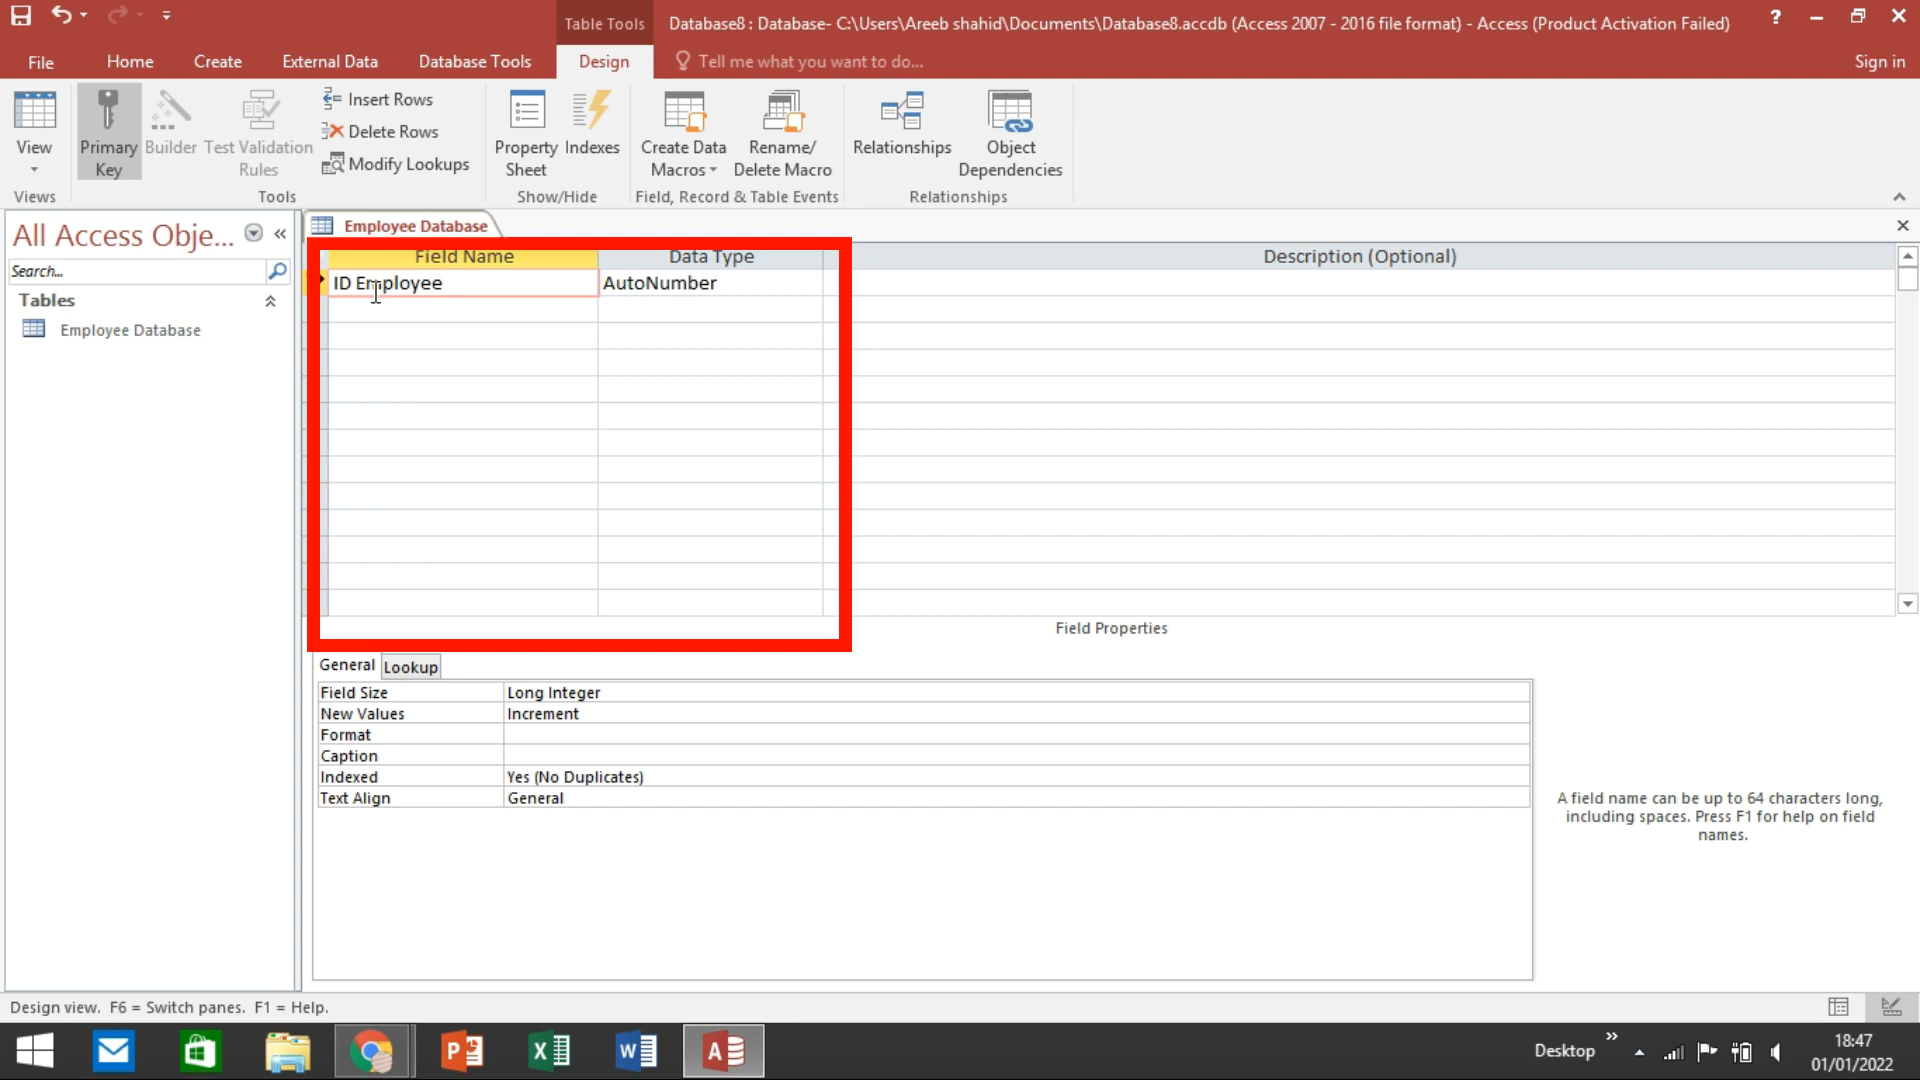 Table Tools
Database8 : Database- C:\Users\Areeb shahid\Documents\Database8.accdb (Access 2007 - 2016 file format) - Access (Product Activation Failed)
?
File Home Create External Data Database Tools Design Tell me what you want to do... Sign in
View
Primary Key
Builder
Test Validation Rules
Insert Rows
Delete Rows
Modify Lookups
Property Sheet
Indexes
Create Data Macros
Rename/ Delete Macro
Relationships
Object Dependencies
Views Tools Show/Hide Field, Record & Table Events Relationships
All Access Obje...
Search...
Tables
Employee Database
Employee Database
Field Name Data Type Description (Optional)
ID Employee AutoNumber
Field Properties
General Lookup
Field Size Long Integer
New Values Increment
Format
Caption
Indexed Yes (No Duplicates)
Text Align General
A field name can be up to 64 characters long,
including spaces. Press F1 for help on field
names.
Design view. F6 = Switch panes. F1 = Help.
Desktop
18:47
01/01/2022